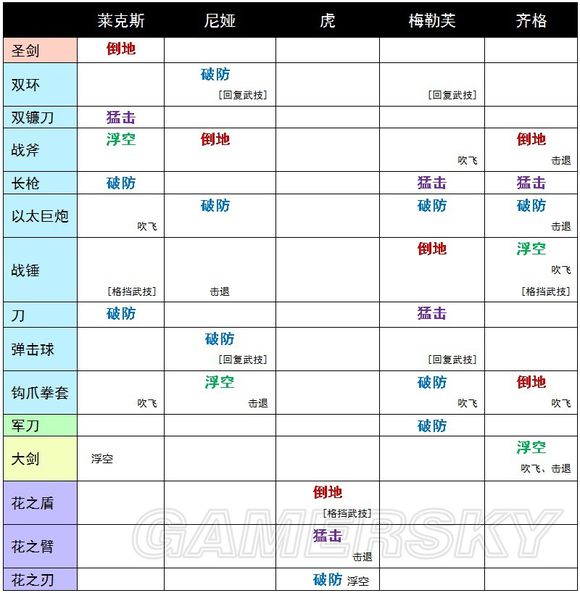 莱克斯 尼娅 虎 梅勒芙 齐格
圣剑 倒地
双环 破防
[回复武技] [回复武技]
双镰刀 猛击
战斧 浮空 倒地 倒地
吹飞 击退
长枪 破防 猛击 猛击
以太巨炮 破防 破防 破防
吹飞 击退
战锤 倒地 浮空
吹飞
[格挡武技] 击退 [格挡武技]
刀 破防 猛击
弹击球 破防
[回复武技] [回复武技]
钩爪拳套 浮空 破防 倒地
吹飞 击退 吹飞 吹飞
军刀 破防
大剑 浮空 浮空
吹飞、击退
花之盾 倒地
[格挡武技]
花之臂 猛击
击退
花之刃 破防 浮空
GAMERSKY